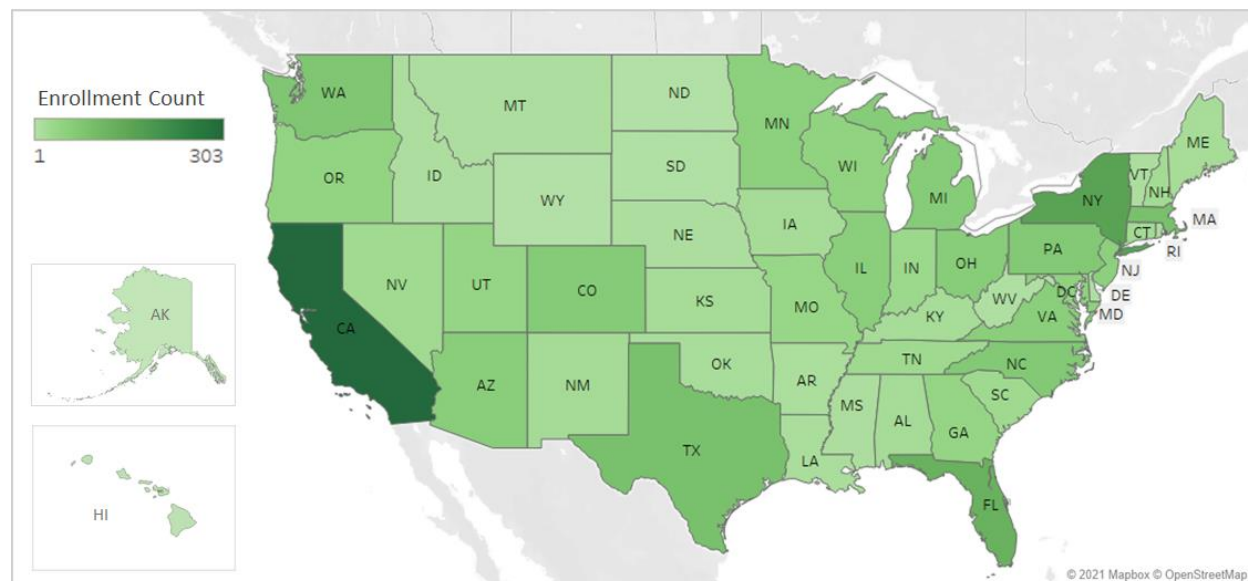 Enrollment Count
1 303
WA
MT
ND
MN
ME
OR
ID
SD
WI
VT
NH
WY
MI
NY
MA
IA
CT
RI
NE
PA
NV
UT
CO
IL
IN
OH
NJ
KS
MO
WV
DC
DE
MD
CA
KY
VA
AK
AZ
NM
OK
AR
TN
NC
SC
MS
AL
GA
TX
LA
FL
HI
© 2021 Mapbox © OpenStreetMap